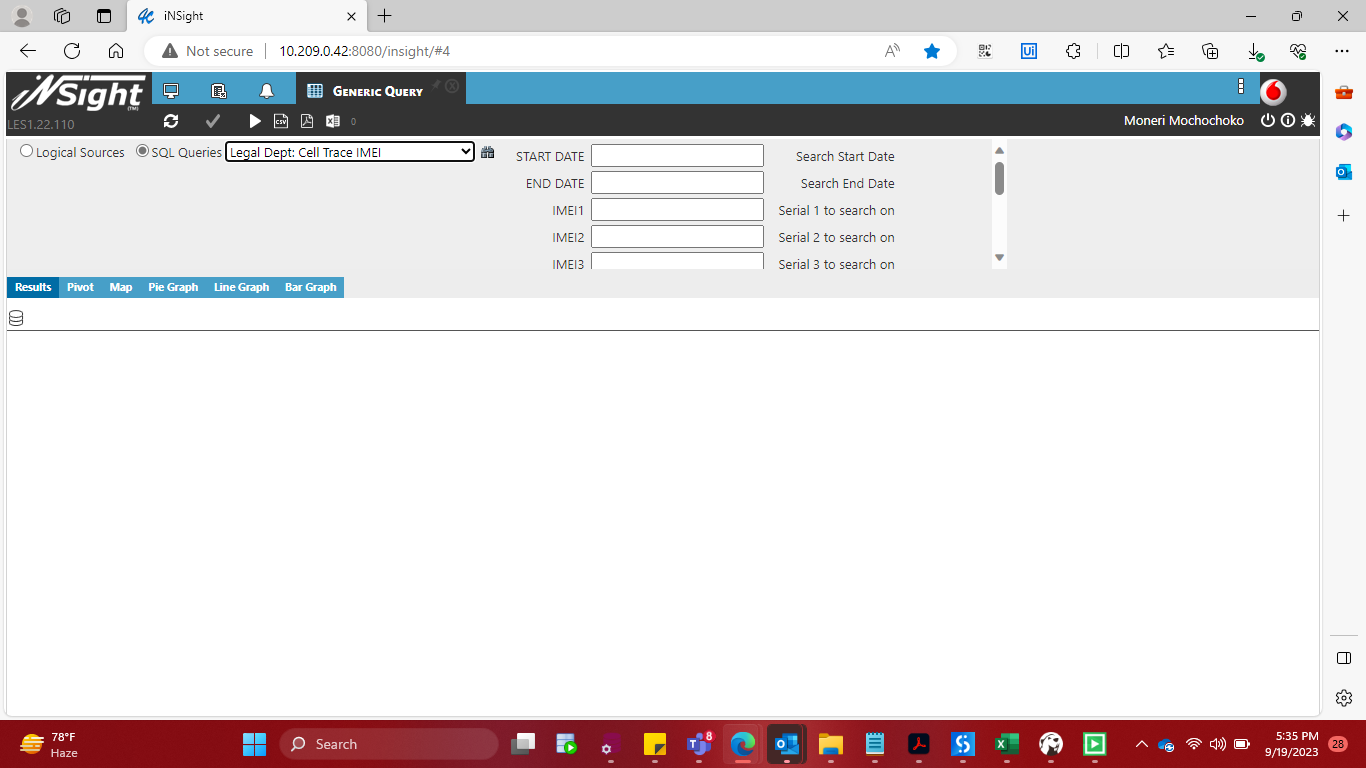 iNSight
Not secure
10.209.0.42:8080/insight/#4
iNSight
(TM)
LES1.22.110
GENERIC QUERY
0
Moneri Mochochoko
Logical Sources
SQL Queries
Legal Dept: Cell Trace IMEI
START DATE
Search Start Date
END DATE
Search End Date
IMEI1
Serial 1 to search on
IMEI2
Serial 2 to search on
IMEI3
Serial 3 to search on
Results
Pivot
Map
Pie Graph
Line Graph
Bar Graph
78°F
Haze
Search
8
5:35 PM
9/19/2023
28